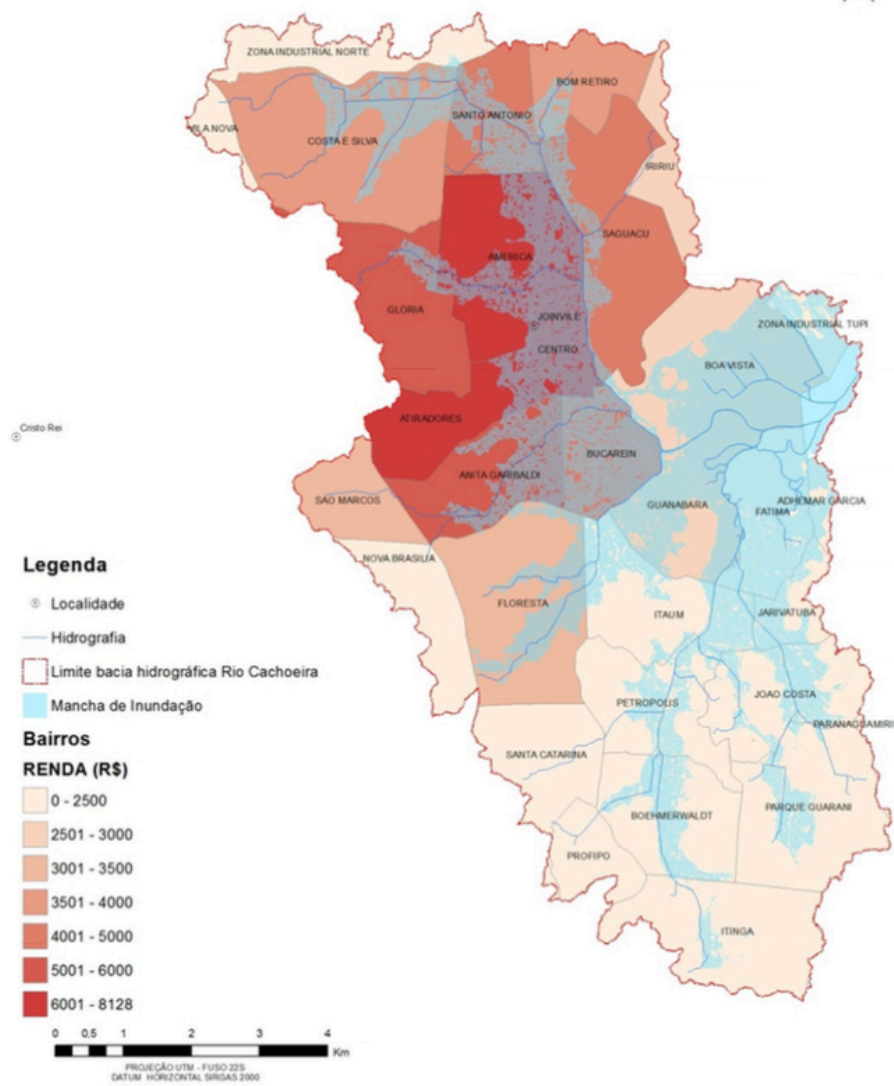 ZONA INDUSTRIAL NORTE
BOM RETIRO
SANTO ANTONIO
VILA NOVA
COSTA E SILVA
IRIRIU
SAGUACU
AMERICA
GLORIA
JOINVILE
ZONA INDUSTRIAL TUPI
CENTRO
BOA VISTA
ATIRADORES
Cristo Rei
BUCAREIN
ANITA GARIBALDI
SAO MARCOS
GUANABARA
ADHEMAR GARCIA
FATIMA
NOVA BRASILIA
FLORESTA
ITAUM
JARIVATUBA
PETROPOLIS
JOAO COSTA
PARANAGUAMIRI
SANTA CATARINA
PARQUE GUARANI
BOEHMERWALDT
PROFIPO
ITINGA
Legenda
Localidade
Hidrografia
Limite bacia hidrográfica Rio Cachoeira
Mancha de Inundação
Bairros
RENDA (R$)
0 - 2500
2501 - 3000
3001 - 3500
3501 - 4000
4001 - 5000
5001 - 6000
6001 - 8128
0 0,5 1 2 3 4
Km
PROJEÇÃO UTM - FUSO 22S
DATUM HORIZONTAL SIRGAS 2000